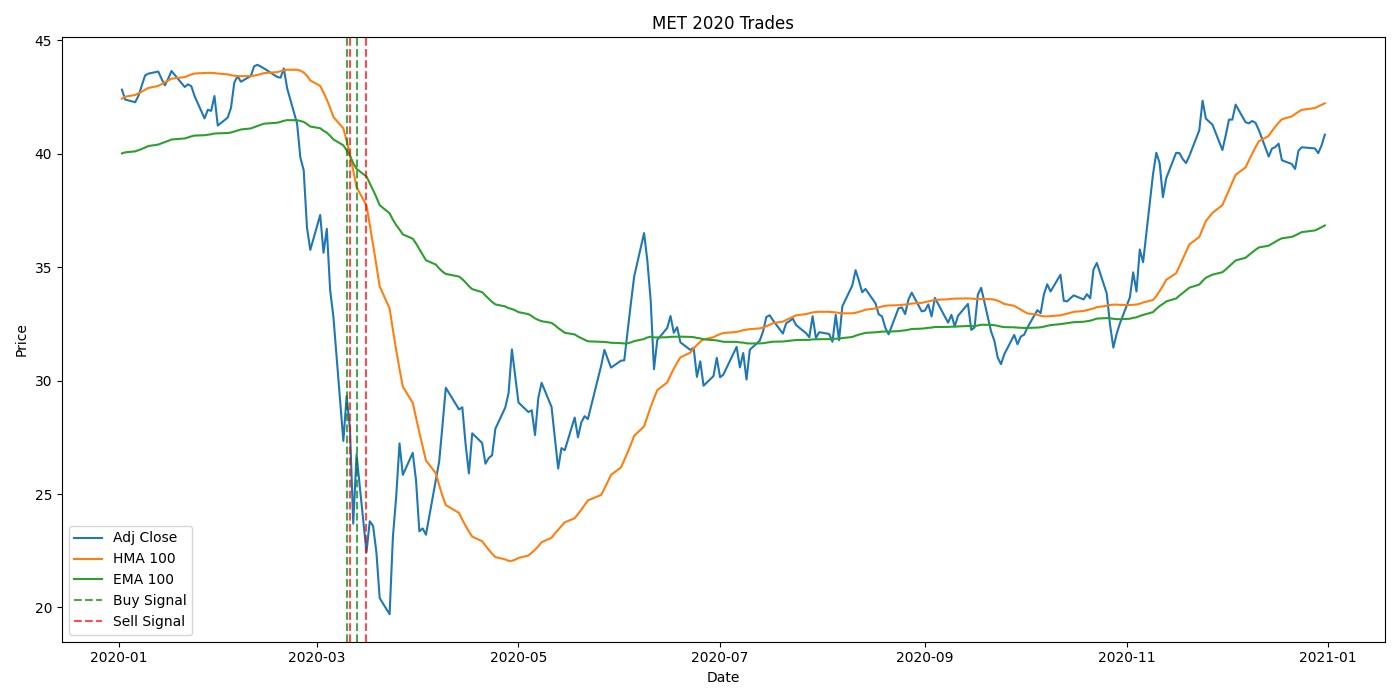 MET 2020 Trades
Price
45
40
35
30
25
20
Adj Close
HMA 100
EMA 100
Buy Signal
Sell Signal
2020-01
2020-03
2020-05
2020-07
2020-09
2020-11
2021-01
Date